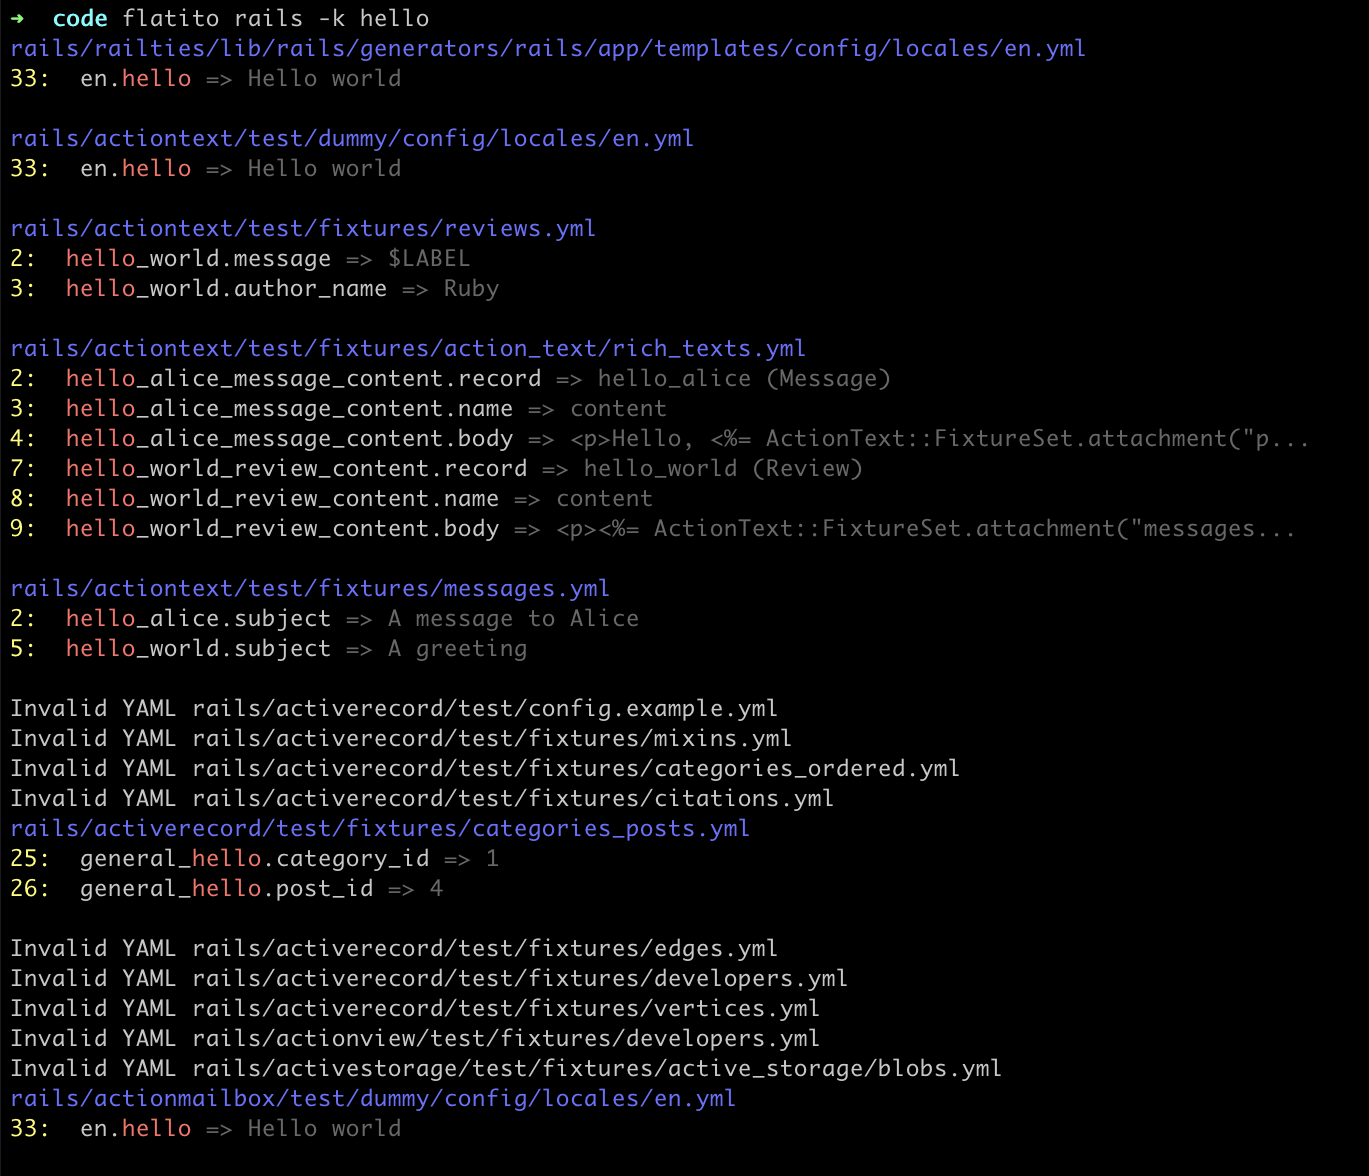 ➜  code flatito rails -k hello
rails/railties/lib/rails/generators/rails/app/templates/config/locales/en.yml
33:  en.hello => Hello world

rails/actiontext/test/dummy/config/locales/en.yml
33:  en.hello => Hello world

rails/actiontext/test/fixtures/reviews.yml
2:  hello_world.message => $LABEL
3:  hello_world.author_name => Ruby

rails/actiontext/test/fixtures/action_text/rich_texts.yml
2:  hello_alice_message_content.record => hello_alice (Message)
3:  hello_alice_message_content.name => content
4:  hello_alice_message_content.body => <p>Hello, <%= ActionText::FixtureSet.attachment("p...
7:  hello_world_review_content.record => hello_world (Review)
8:  hello_world_review_content.name => content
9:  hello_world_review_content.body => <p><%= ActionText::FixtureSet.attachment("messages...

rails/actiontext/test/fixtures/messages.yml
2:  hello_alice.subject => A message to Alice
5:  hello_world.subject => A greeting

Invalid YAML rails/activerecord/test/config.example.yml
Invalid YAML rails/activerecord/test/fixtures/mixins.yml
Invalid YAML rails/activerecord/test/fixtures/categories_ordered.yml
Invalid YAML rails/activerecord/test/fixtures/citations.yml
rails/activerecord/test/fixtures/categories_posts.yml
25:  general_hello.category_id => 1
26:  general_hello.post_id => 4

Invalid YAML rails/activerecord/test/fixtures/edges.yml
Invalid YAML rails/activerecord/test/fixtures/developers.yml
Invalid YAML rails/activerecord/test/fixtures/vertices.yml
Invalid YAML rails/actionview/test/fixtures/developers.yml
Invalid YAML rails/activestorage/test/fixtures/active_storage/blobs.yml
rails/actionmailbox/test/dummy/config/locales/en.yml
33:  en.hello => Hello world